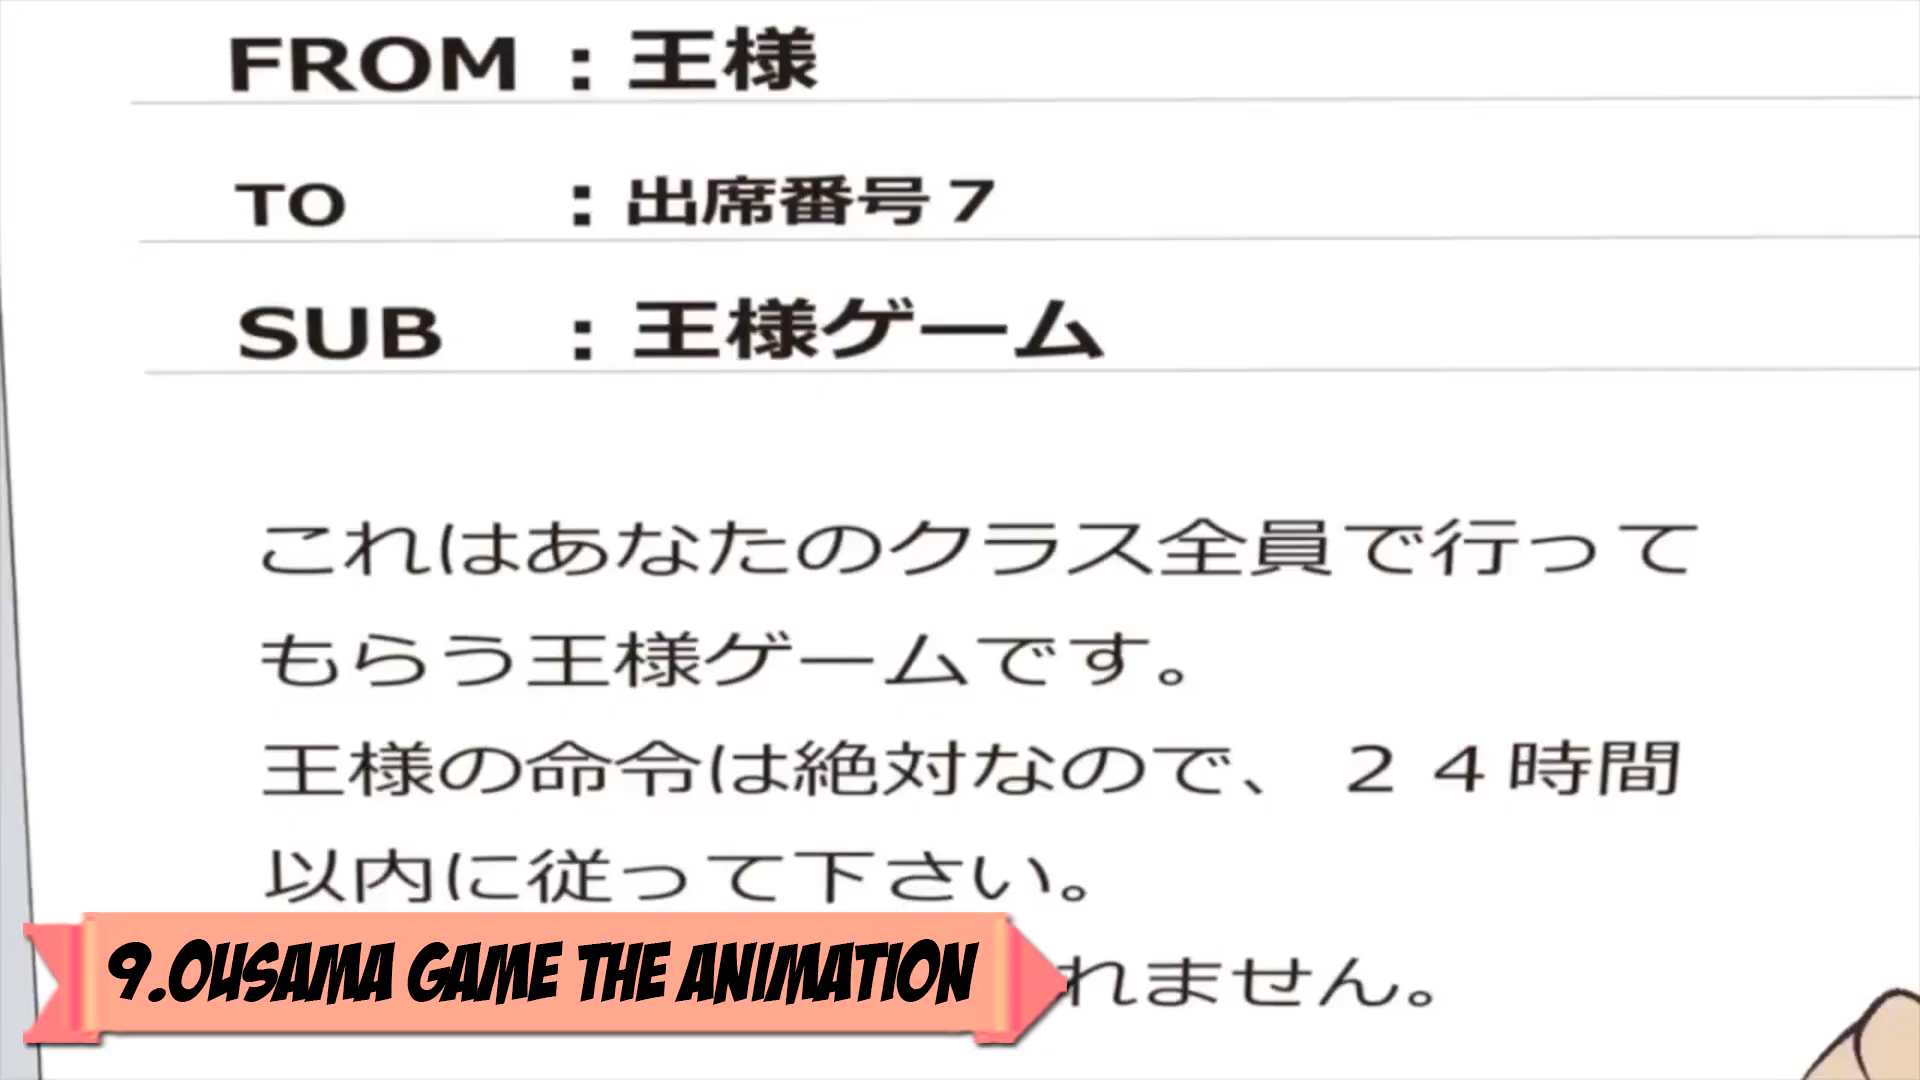 FROM : 王様
TO : 出席番号7
SUB : 王様ゲーム
これはあなたのクラス全員で行って
もらう王様ゲームです。
王様の命令は絶対なので、24時間
以内に従って下さい。
れません。
9.OUSAMA GAME THE ANIMATION